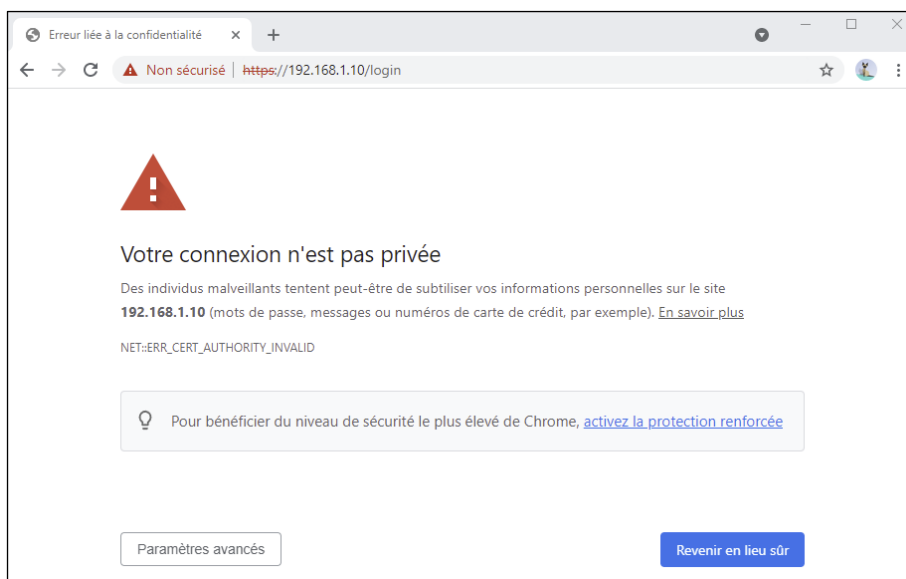 Erreur liée à la confidentialité
Non sécurisé | https://192.168.1.10/login
Votre connexion n'est pas privée
Des individus malveillants tentent peut-être de subtiliser vos informations personnelles sur le site
192.168.1.10 (mots de passe, messages ou numéros de carte de crédit, par exemple). En savoir plus
NET::ERR_CERT_AUTHORITY_INVALID
Pour bénéficier du niveau de sécurité le plus élevé de Chrome, activez la protection renforcée
Paramètres avancés
Revenir en lieu sûr